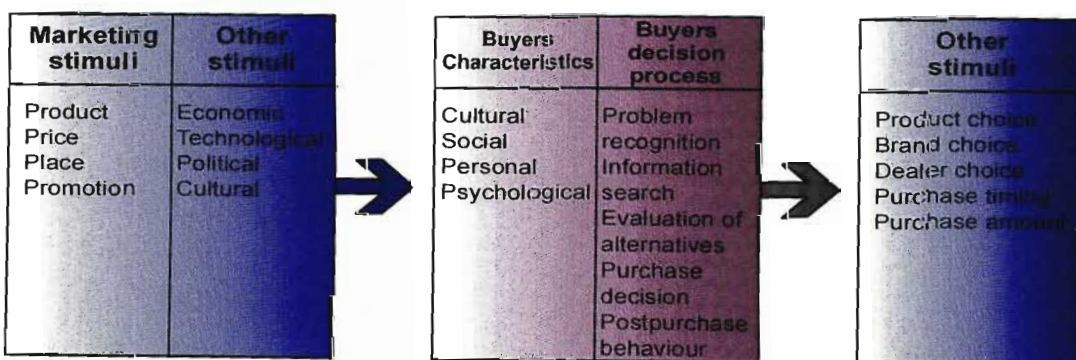 Marketing
stimuli
Product
Price
Place
Promotion
Other
stimuli
Economic
Technological
Political
Cultural
Buyers
Characteristics
Cultural
Social
Personal
Psychological
Buyers
decision
process
Problem
recognition
Information
search
Evaluation of
alternatives
Purchase
decision
Postpurchase
behaviour
Other
stimuli
Product choice
Brand choice
Dealer choice
Purchase timing
Purchase amount